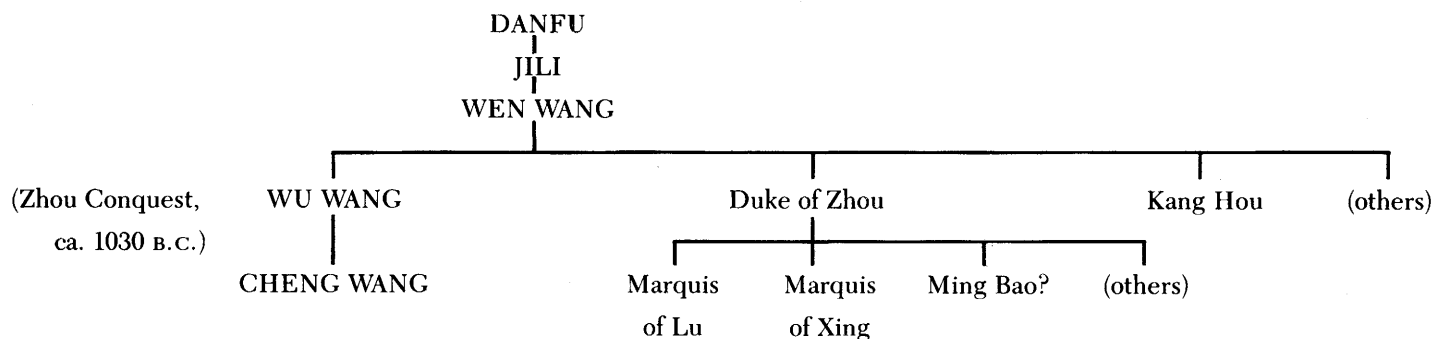 DANFU
JILI
WEN WANG
(Zhou Conquest, WU WANG Duke of Zhou Kang Hou (others)
ca. 1030 B.C.)
CHENG WANG Marquis Marquis Ming Bao? (others)
of Lu of Xing